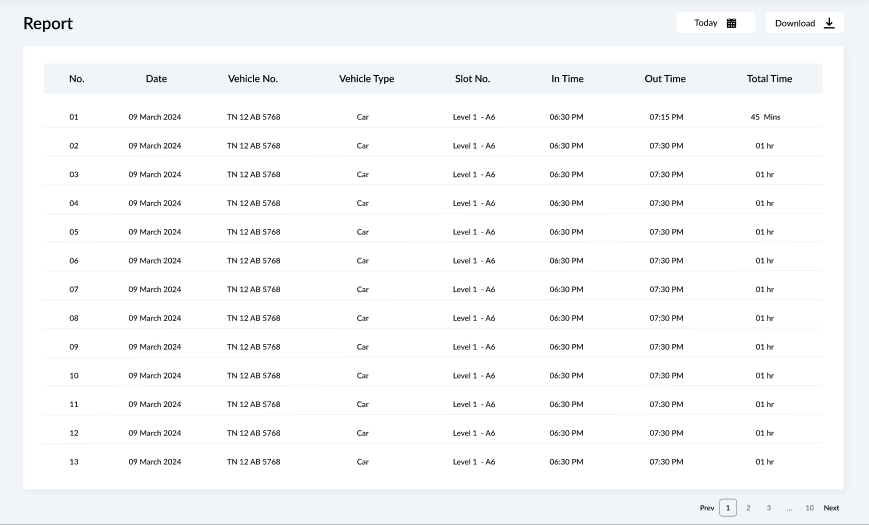 Report Today Download
No. Date Vehicle No. Vehicle Type Slot No. In Time Out Time Total Time
01 09 March 2024 TN 12 AB 5768 Car Level 1 - A6 06:30 PM 07:15 PM 45 Mins
02 09 March 2024 TN 12 AB 5768 Car Level 1 - A6 06:30 PM 07:30 PM 01 hr
03 09 March 2024 TN 12 AB 5768 Car Level 1 - A6 06:30 PM 07:30 PM 01 hr
04 09 March 2024 TN 12 AB 5768 Car Level 1 - A6 06:30 PM 07:30 PM 01 hr
05 09 March 2024 TN 12 AB 5768 Car Level 1 - A6 06:30 PM 07:30 PM 01 hr
06 09 March 2024 TN 12 AB 5768 Car Level 1 - A6 06:30 PM 07:30 PM 01 hr
07 09 March 2024 TN 12 AB 5768 Car Level 1 - A6 06:30 PM 07:30 PM 01 hr
08 09 March 2024 TN 12 AB 5768 Car Level 1 - A6 06:30 PM 07:30 PM 01 hr
09 09 March 2024 TN 12 AB 5768 Car Level 1 - A6 06:30 PM 07:30 PM 01 hr
10 09 March 2024 TN 12 AB 5768 Car Level 1 - A6 06:30 PM 07:30 PM 01 hr
11 09 March 2024 TN 12 AB 5768 Car Level 1 - A6 06:30 PM 07:30 PM 01 hr
12 09 March 2024 TN 12 AB 5768 Car Level 1 - A6 06:30 PM 07:30 PM 01 hr
13 09 March 2024 TN 12 AB 5768 Car Level 1 - A6 06:30 PM 07:30 PM 01 hr
Prev 1 2 3 ... 10 Next